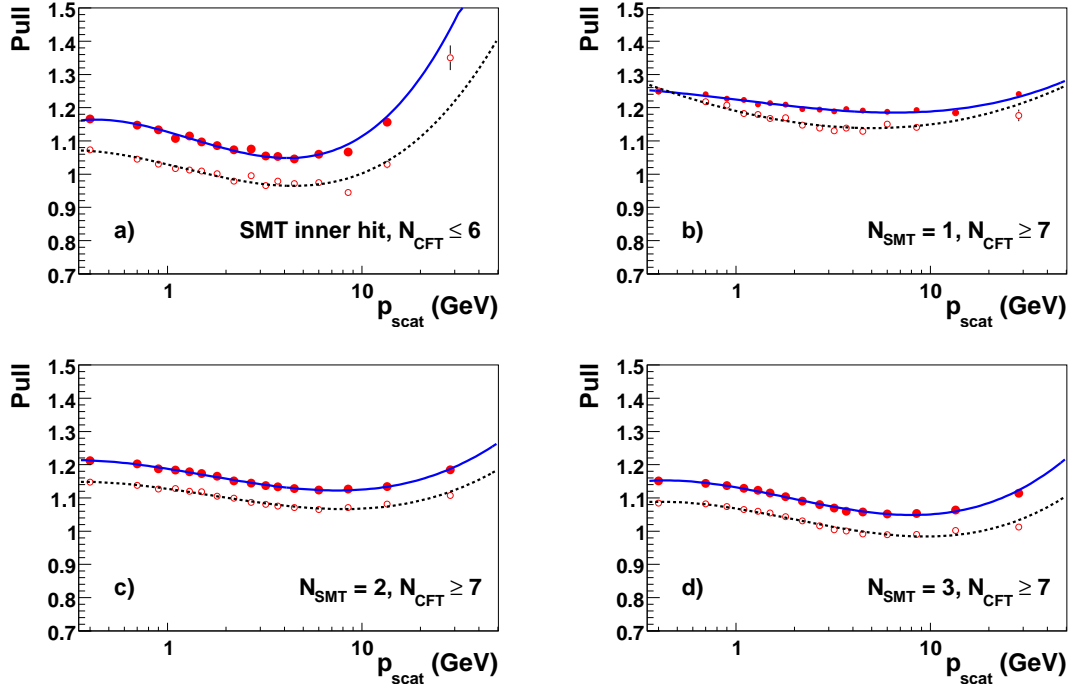 Pull
1.5
1.4
1.3
1.2
1.1
1
0.9
0.8
0.7
a)
SMT inner hit, N_CFT ≤ 6
1
10
p_scat (GeV)
Pull
1.5
1.4
1.3
1.2
1.1
1
0.9
0.8
0.7
b)
N_SMT = 1, N_CFT ≥ 7
1
10
p_scat (GeV)
Pull
1.5
1.4
1.3
1.2
1.1
1
0.9
0.8
0.7
c)
N_SMT = 2, N_CFT ≥ 7
1
10
p_scat (GeV)
Pull
1.5
1.4
1.3
1.2
1.1
1
0.9
0.8
0.7
d)
N_SMT = 3, N_CFT ≥ 7
1
10
p_scat (GeV)